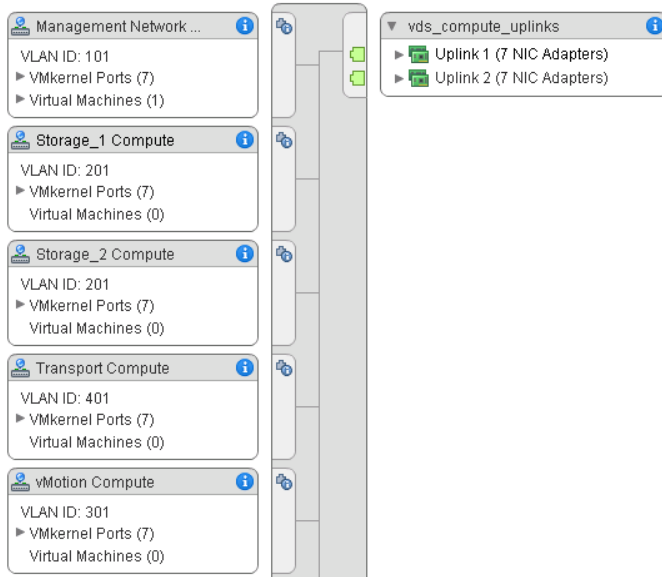 Management Network ...
VLAN ID: 101
VMkernel Ports (7)
Virtual Machines (1)
Storage_1 Compute
VLAN ID: 201
VMkernel Ports (7)
Virtual Machines (0)
Storage_2 Compute
VLAN ID: 201
VMkernel Ports (7)
Virtual Machines (0)
Transport Compute
VLAN ID: 401
VMkernel Ports (7)
Virtual Machines (0)
vMotion Compute
VLAN ID: 301
VMkernel Ports (7)
Virtual Machines (0)
vds_compute_uplinks
Uplink 1 (7 NIC Adapters)
Uplink 2 (7 NIC Adapters)